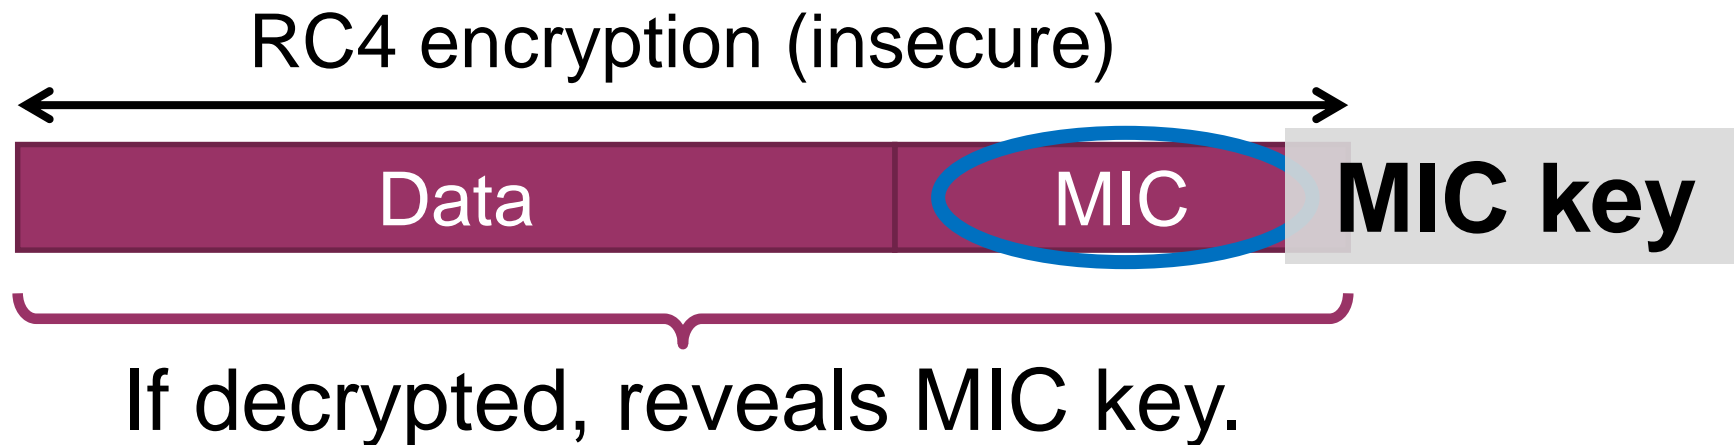 RC4 encryption (insecure)
Data MIC MIC key
If decrypted, reveals MIC key.